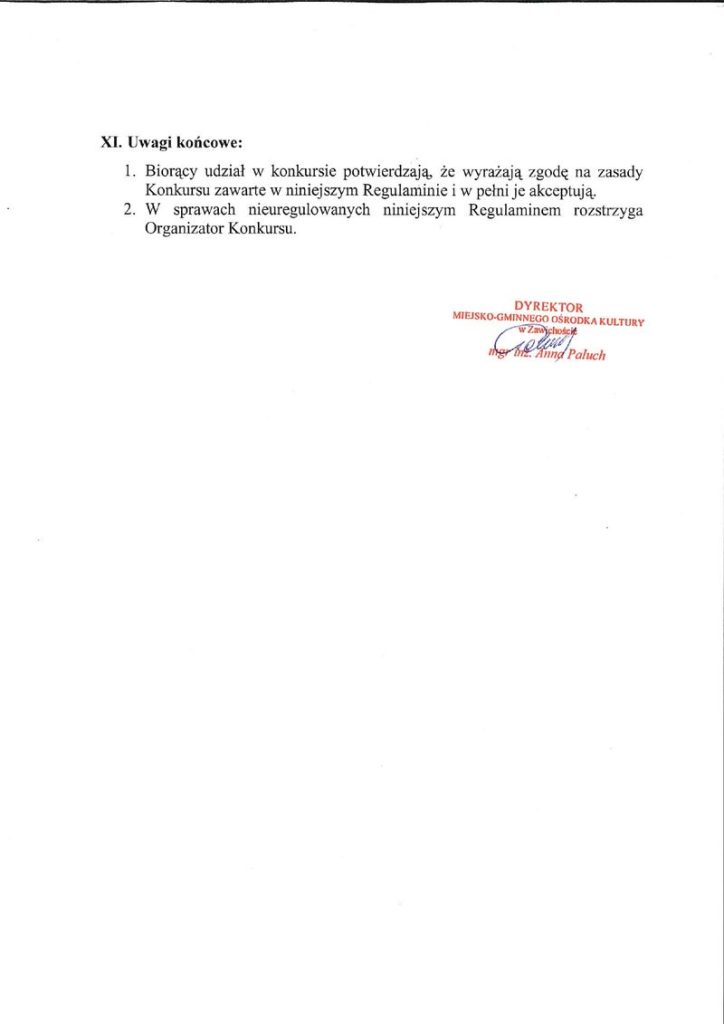 XI. Uwagi końcowe:
1. Biorący udział w konkursie potwierdzają, że wyrażają zgodę na zasady
Konkursu zawarte w niniejszym Regulaminie i w pełni je akceptują.
2. W sprawach nieuregulowanych niniejszym Regulaminem rozstrzyga
Organizator Konkursu.
DYREKTOR
MIEJSKO-GMINNEGO OŚRODKA KULTURY
w Zawichoście
mgr inż. Anna Paluch